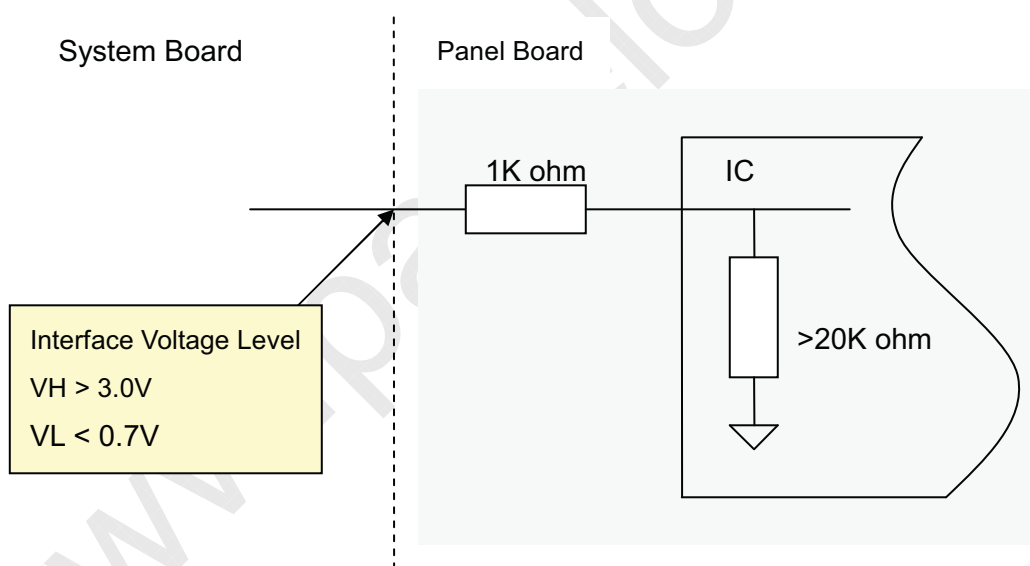 System Board
Panel Board
1K ohm
IC
>20K ohm
Interface Voltage Level
VH > 3.0V
VL < 0.7V